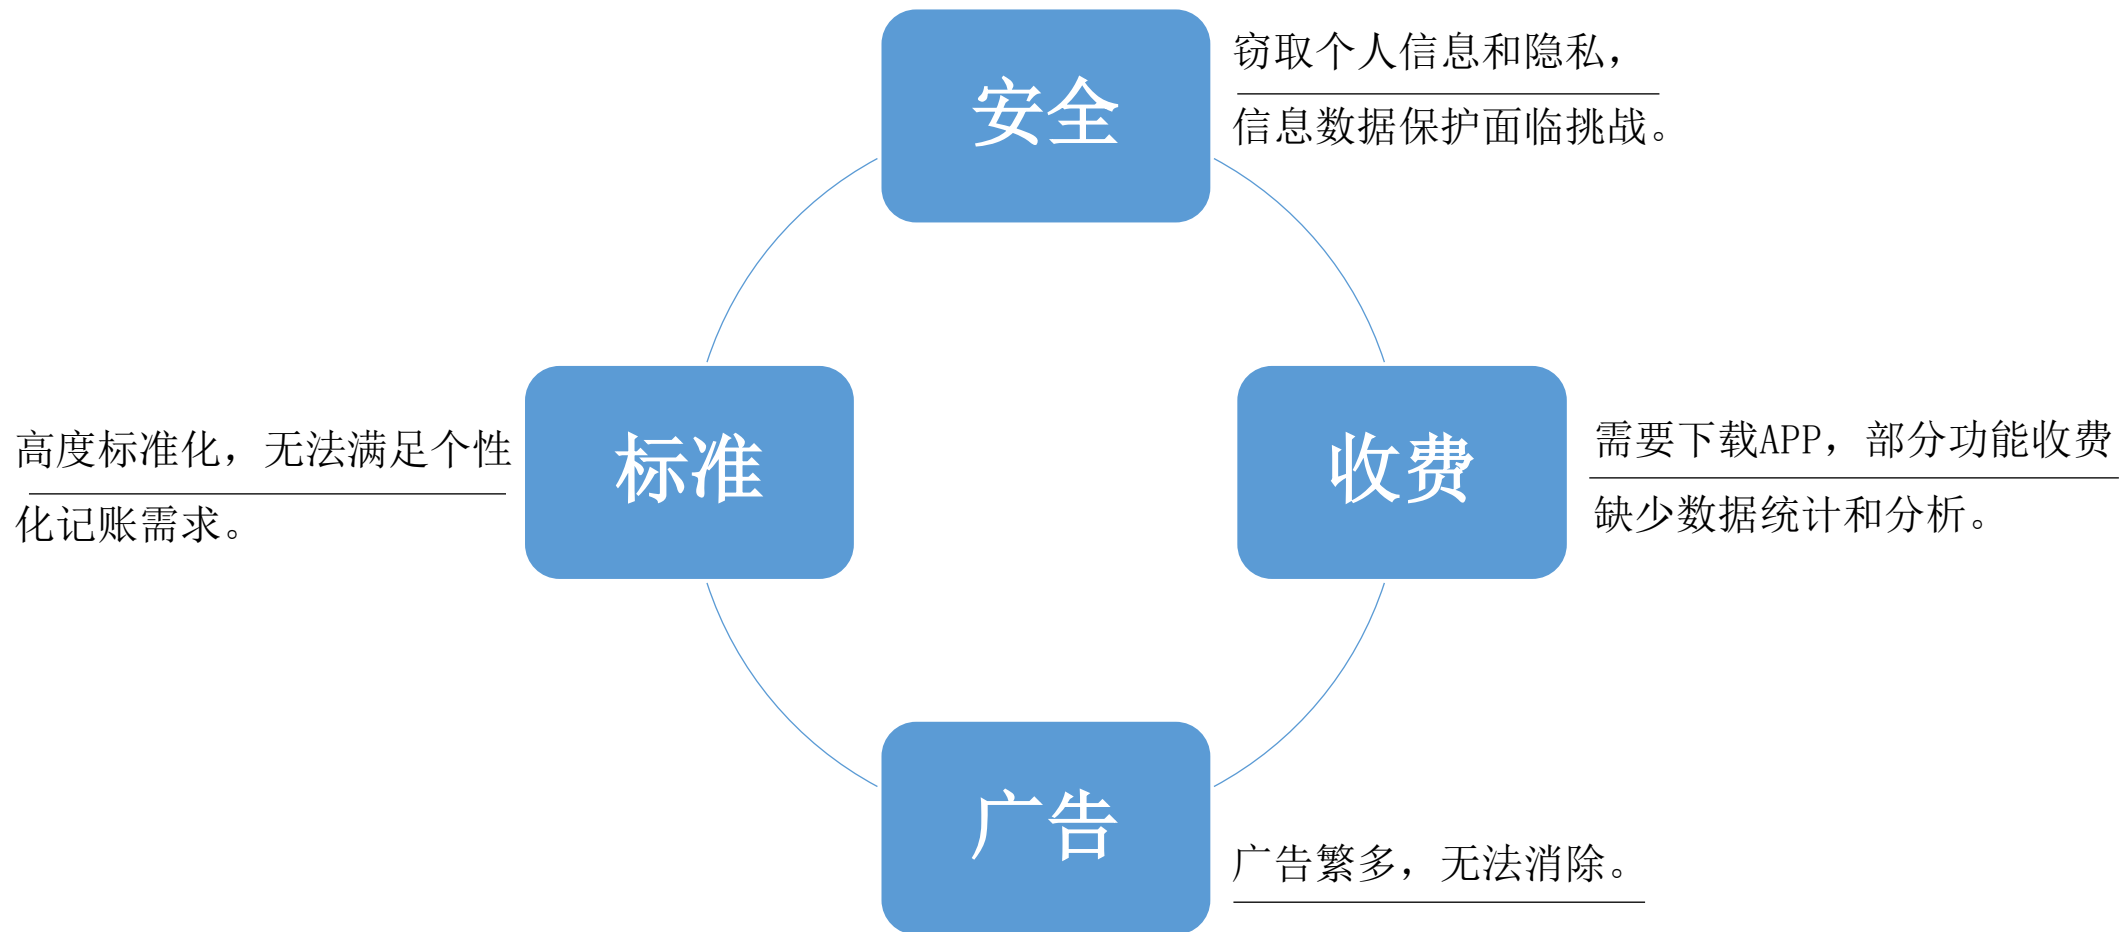 安全
窃取个人信息和隐私，
信息数据保护面临挑战。
标准
高度标准化，无法满足个性
化记账需求。
收费
需要下载APP，部分功能收费
缺少数据统计和分析。
广告
广告繁多，无法消除。